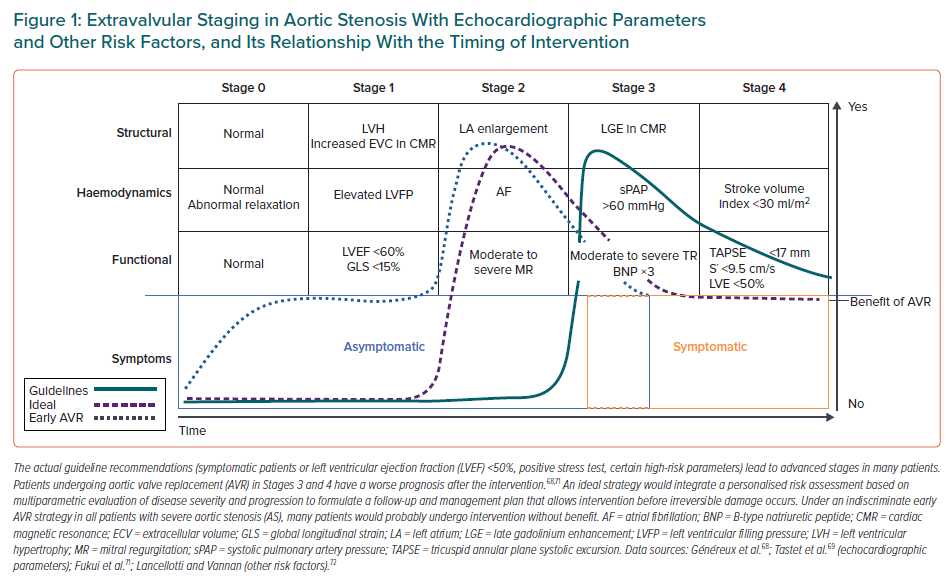 Figure 1: Extravalvular Staging in Aortic Stenosis With Echocardiographic Parameters
and Other Risk Factors, and Its Relationship With the Timing of Intervention
Stage 0
Stage 1
Stage 2
Stage 3
Stage 4
Yes
Structural
Normal
LVH
Increased EVC in CMR
LA enlargement
LGE in CMR
Haemodynamics
Normal
Abnormal relaxation
Elevated LVFP
AF
sPAP
>60 mmHg
Stroke volume
Index <30 ml/m²
Functional
Normal
LVEF <60%
GLS <15%
Moderate to
severe MR
Moderate to severe TR
BNP ×3
TAPSE <17 mm
S' <9.5 cm/s
LVE <50%
Benefit of AVR
Symptoms
Asymptomatic
Symptomatic
Guidelines
Ideal
Early AVR
No
Time
The actual guideline recommendations (symptomatic patients or left ventricular ejection fraction (LVEF) <50%, positive stress test, certain high-risk parameters) lead to advanced stages in many patients.
Patients undergoing aortic valve replacement (AVR) in Stages 3 and 4 have a worse prognosis after the intervention.68,71 An ideal strategy would integrate a personalised risk assessment based on
multiparametric evaluation of disease severity and progression to formulate a follow-up and management plan that allows intervention before irreversible damage occurs. Under an indiscriminate early
AVR strategy in all patients with severe aortic stenosis (AS), many patients would probably undergo intervention without benefit. AF = atrial fibrillation; BNP = B-type natriuretic peptide; CMR = cardiac
magnetic resonance; ECV = extracellular volume; GLS = global longitudinal strain; LA = left atrium; LGE = late gadolinium enhancement; LVFP = left ventricular filling pressure; LVH = left ventricular
hypertrophy; MR = mitral regurgitation; sPAP = systolic pulmonary artery pressure; TAPSE = tricuspid annular plane systolic excursion. Data sources: Généreux et al.68; Tastet et al.69 (echocardiographic
parameters); Fukui et al.71; Lancellotti and Vannan (other risk factors).72